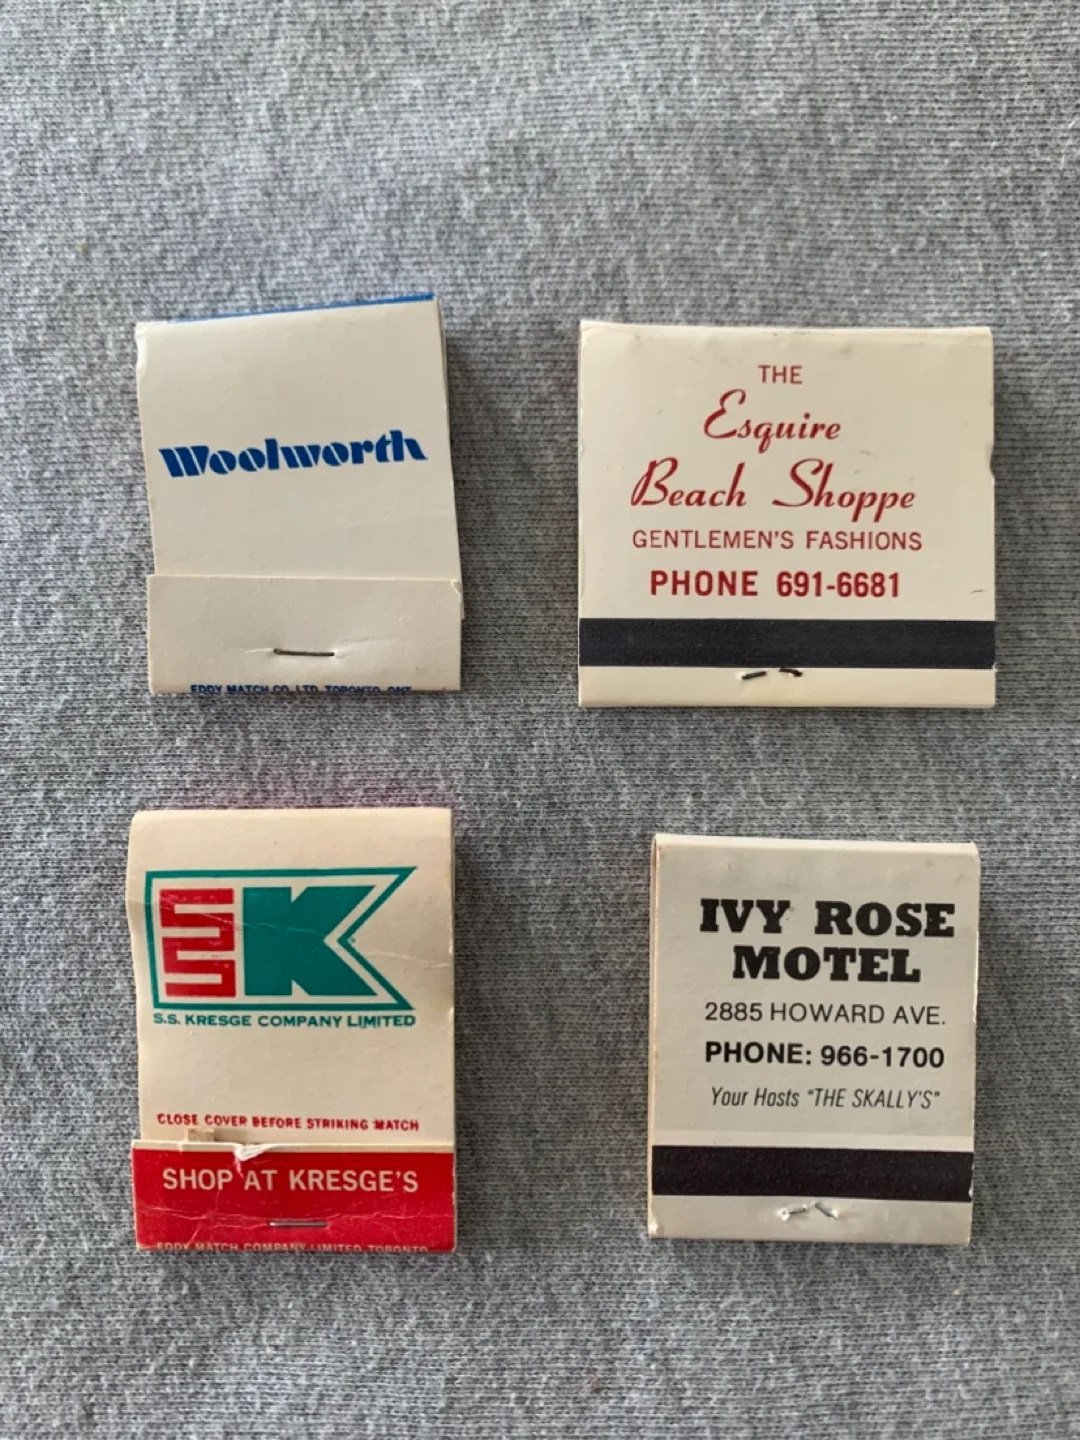 Woolworth
EDDY MATCH CO. LTD. TORONTO, ONT.
THE
Esquire
Beach Shoppe
GENTLEMEN'S FASHIONS
PHONE 691-6681
SK
S.S. KRESGE COMPANY LIMITED
CLOSE COVER BEFORE STRIKING MATCH
SHOP AT KRESGE'S
EDDY MATCH COMPANY LIMITED TORONTO
IVY ROSE
MOTEL
2885 HOWARD AVE.
PHONE: 966-1700
Your Hosts "THE SKALLY'S"